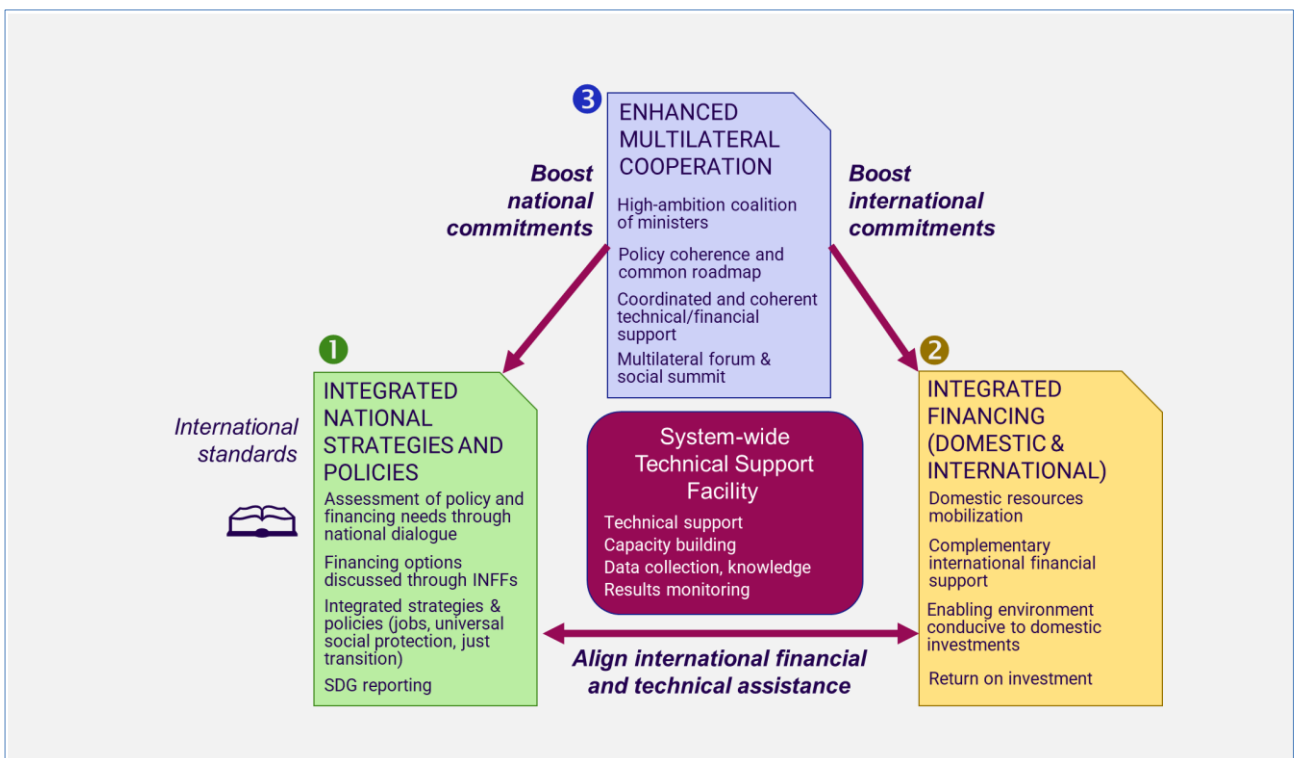 ❸
ENHANCED
MULTILATERAL
COOPERATION
High-ambition coalition
of ministers
Policy coherence and
common roadmap
Coordinated and coherent
technical/financial
support
Multilateral forum &
social summit
Boost
national
commitments
Boost
international
commitments
❶
INTEGRATED
NATIONAL
STRATEGIES AND
POLICIES
Assessment of policy and
financing needs through
national dialogue
Financing options
discussed through INFFs
Integrated strategies &
policies (jobs, universal
social protection, just
transition)
SDG reporting
International
standards
System-wide
Technical Support
Facility
Technical support
Capacity building
Data collection, knowledge
Results monitoring
❷
INTEGRATED
FINANCING
(DOMESTIC &
INTERNATIONAL)
Domestic resources
mobilization
Complementary
international financial
support
Enabling environment
conducive to domestic
investments
Return on investment
Align international financial
and technical assistance